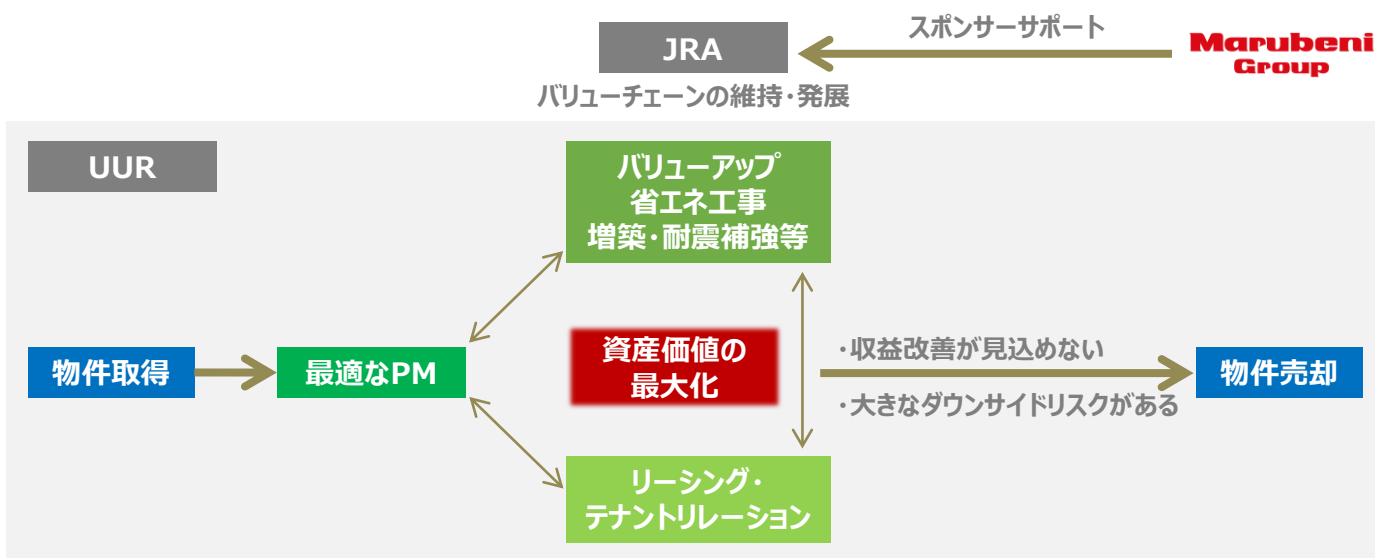 スポンサーサポート
JRA
Marubeni
Group
バリューチェーンの維持・発展
UUR
バリューアップ
省エネ工事
増築・耐震補強等
物件取得
最適なPM
資産価値の
最大化
・収益改善が見込めない
・大きなダウンサイドリスクがある
物件売却
リーシング・
テナントリレーション